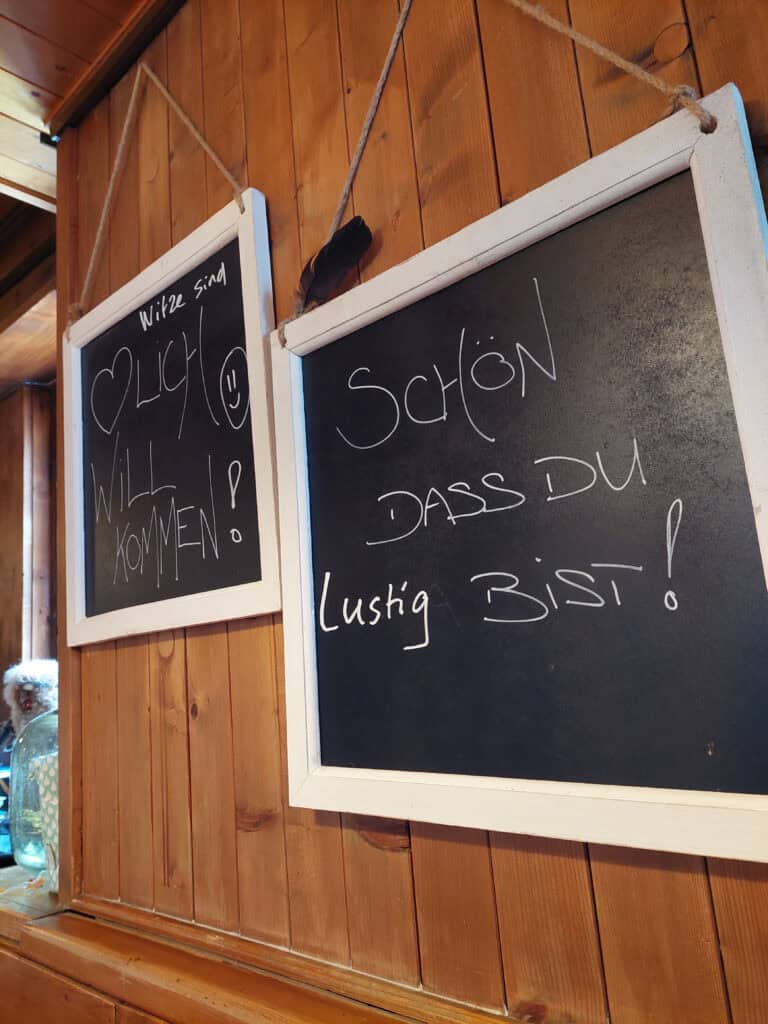 Witze sind
♡LICH
WILL
KOMMEN!
SCHÖN
DASS DU
Lustig BIST!